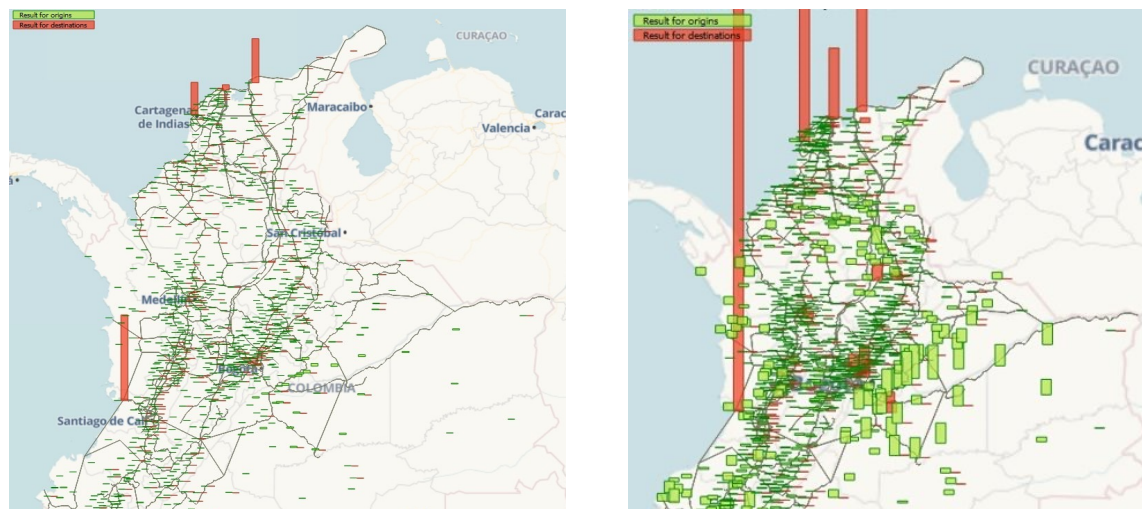 Result for origins
Result for destinations
CURAÇAO
Cartagena
de Indias
Maracaibo
Valencia
Carac
San Cristobal
Medellín
Bogotá
COLOMBIA
Santiago de Cali
Result for origins
Result for destinations
CURAÇAO
Carac